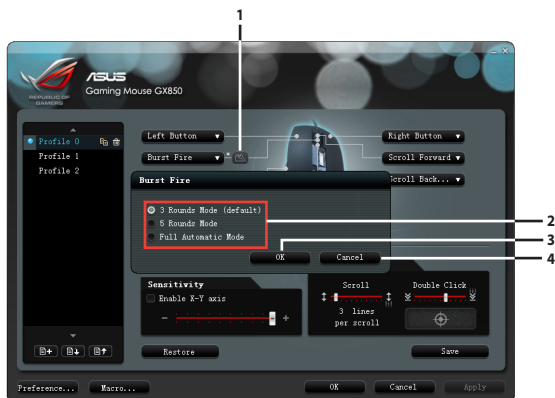 1
REPUBLIC OF
GAMERS
ASUS
Gaming Mouse GX850
Profile 0
Profile 1
Profile 2
Left Button
Right Button
Burst Fire
Scroll Forward
Scroll Back...
Burst Fire
3 Rounds Mode (default)
5 Rounds Mode
Full Automatic Mode
2
OK
3
Cancel
4
Sensitivity
Enable X-Y axis
- +
Scroll
3 lines
per scroll
Double Click
Restore
Save
Preference...
Macro...
OK
Cancel
Apply